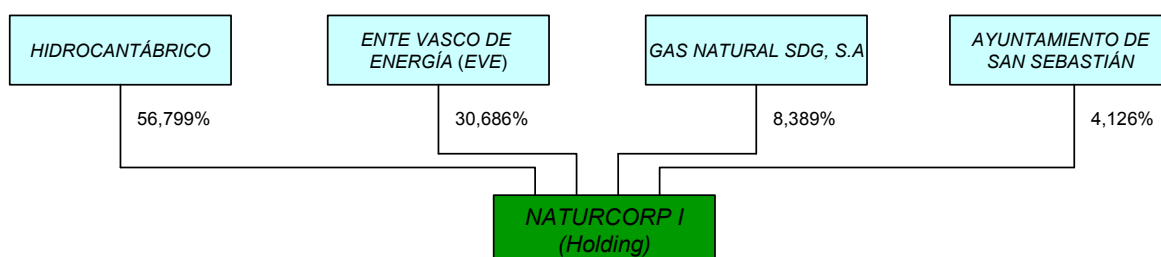 HIDROCANTÁBRICO
ENTE VASCO DE
ENERGÍA (EVE)
GAS NATURAL SDG, S.A
AYUNTAMIENTO DE
SAN SEBASTIÁN
56,799%
30,686%
8,389%
4,126%
NATURCORP I
(Holding)